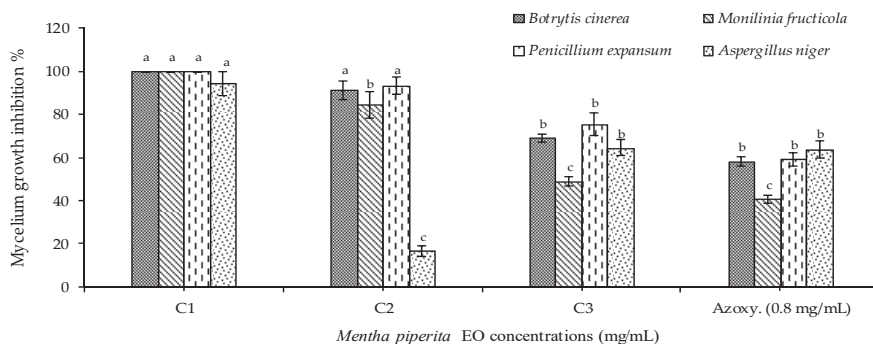 Botrytis cinerea Monilinia fructicola
Penicillium expansum Aspergillus niger
Mycelium growth inhibition %
120
100
80
60
40
20
0
a a a a
a b a c
b c b b
b c b b
C1 C2 C3 Azoxy. (0.8 mg/mL)
Mentha piperita EO concentrations (mg/mL)